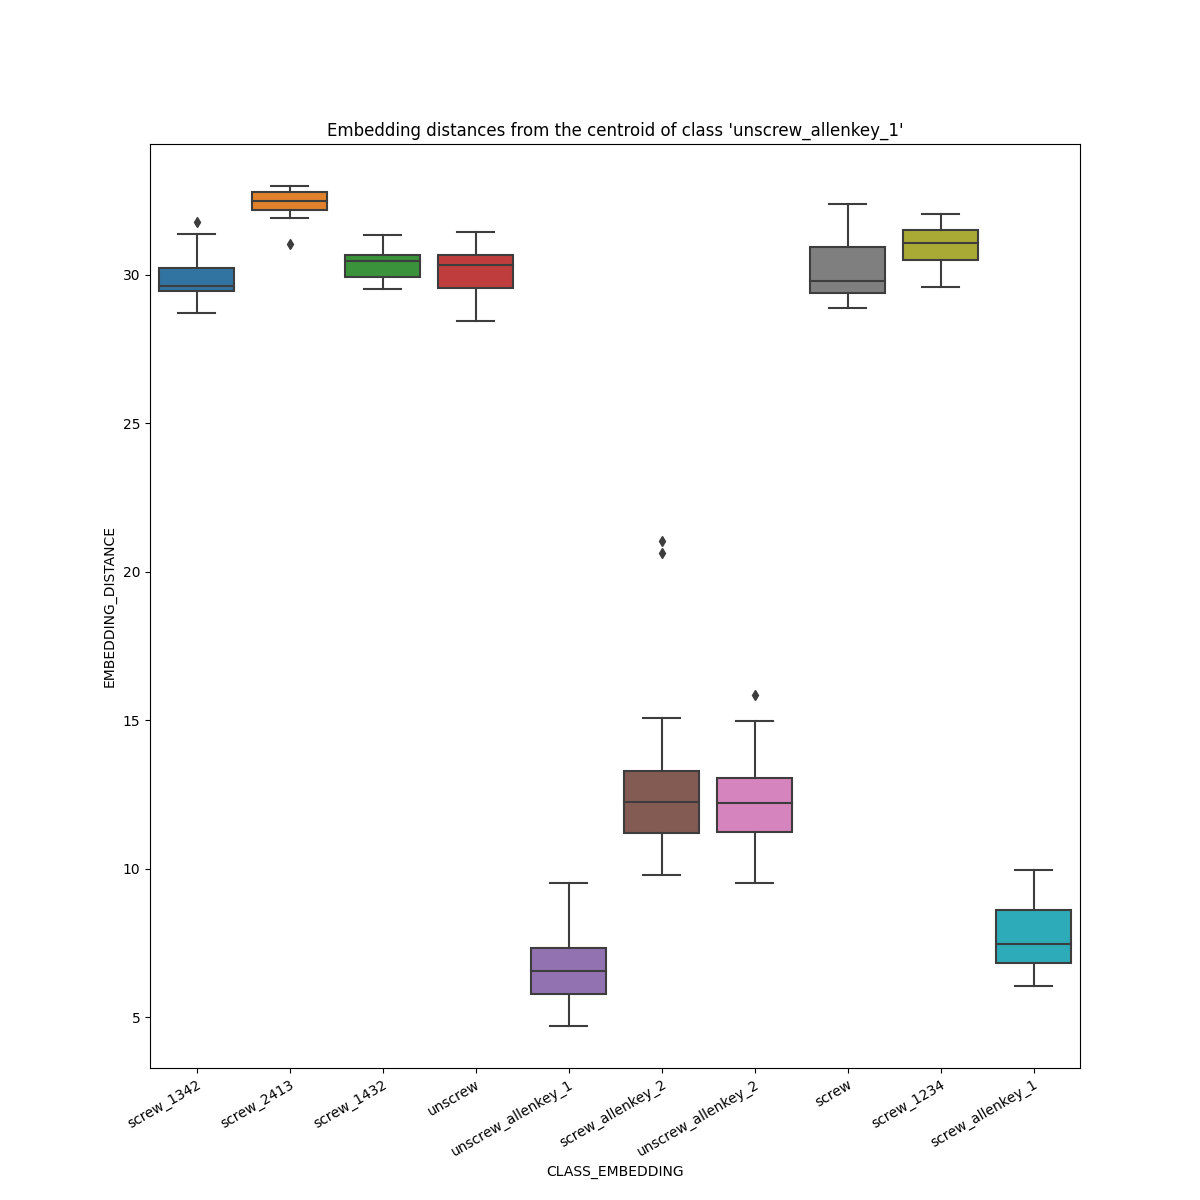 Embedding distances from the centroid of class 'unscrew_allenkey_1'
EMBEDDING_DISTANCE
30
25
20
15
10
5
screw_1342
screw_2413
screw_1432
unscrew
unscrew_allenkey_1
screw_allenkey_2
unscrew_allenkey_2
screw
screw_1234
screw_allenkey_1
CLASS_EMBEDDING